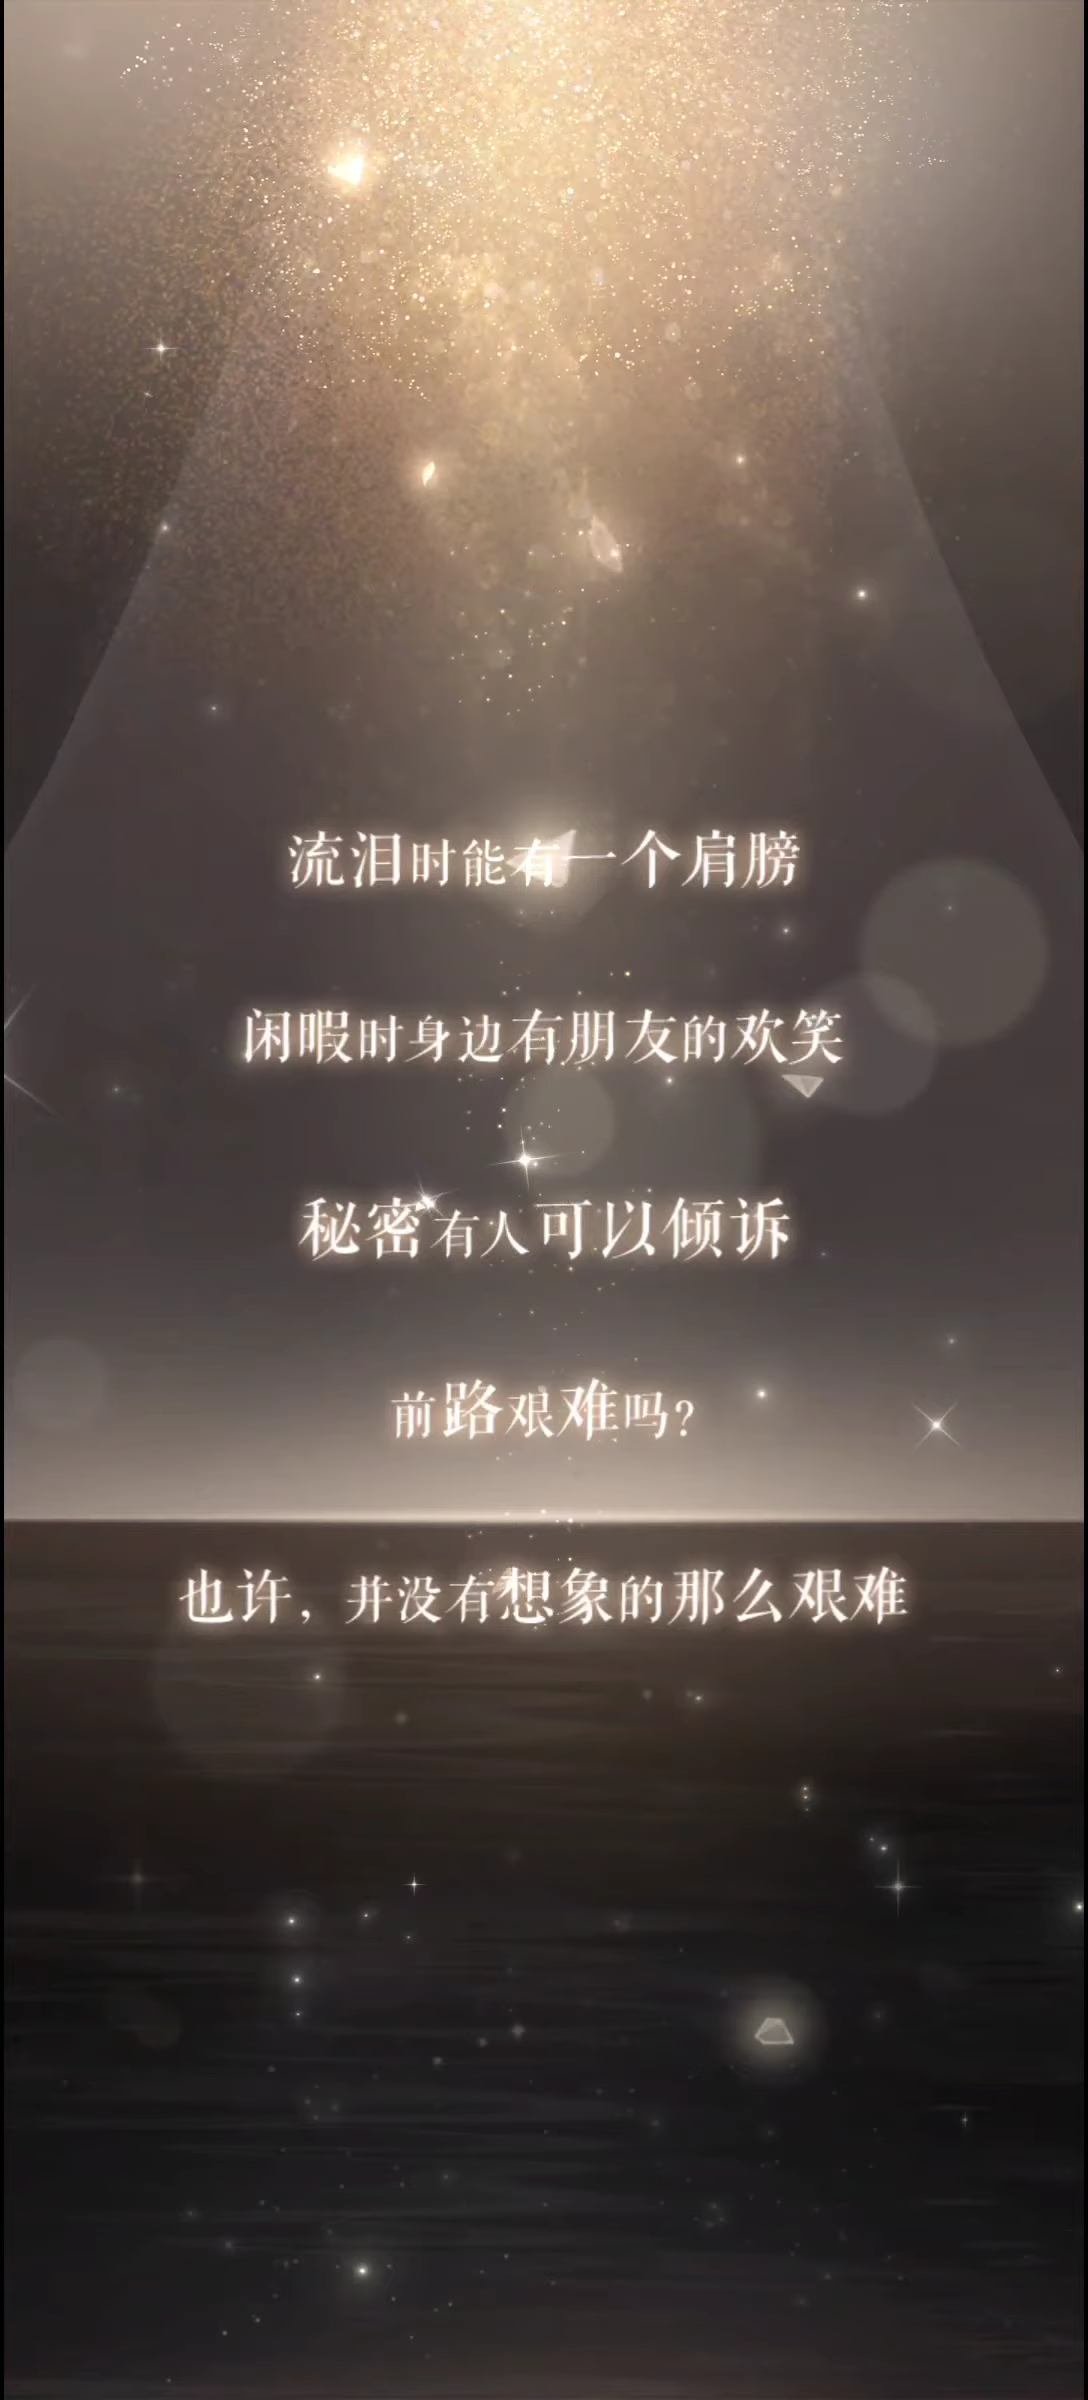 流泪时能有一个肩膀
闲暇时身边有朋友的欢笑
秘密有人可以倾诉
前路艰难吗？
也许，并没有想象的那么艰难